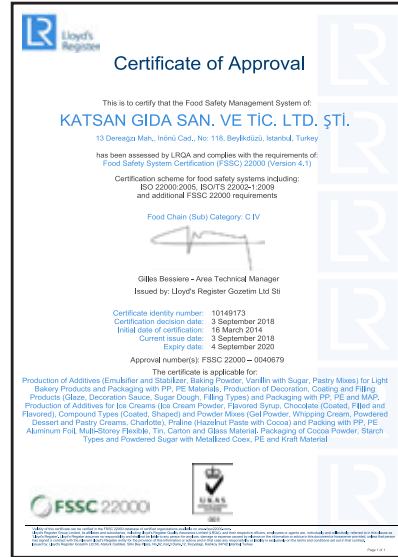 Lloyd's
Register
Certificate of Approval
This is to certify that the Food Safety Management System of:
KATSAN GIDA SAN. VE TİC. LTD. ŞTİ.
13 Dereağzı Mah., İnönü Cad., No: 118, Beylikdüzü, Istanbul, Turkey
has been assessed by LRQA and complies with the requirements of:
Food Safety System Certification (FSSC) 22000 (Version 4.1)
Certification scheme for food safety systems including:
ISO 22000:2005, ISO/TS 22002-1:2009
and additional FSSC 22000 requirements
Food Chain (Sub) Category: C IV
Gilles Bessiere - Area Technical Manager
Issued by: Lloyd's Register Gozetim Ltd Sti
Certificate identity number: 10149173
Certification decision date: 3 September 2018
Initial date of certification: 16 March 2014
Current issue date: 3 September 2018
Expiry date: 4 September 2020
Approval number(s): FSSC 22000 – 0040679
The certificate is applicable for:
Production of Additives (Emulsifier and Stabilizer, Baking Powder, Vanillin with Sugar, Pastry Mixes) for Light
Bakery Products and Packaging with PP, PE Materials, Production of Decoration, Coating and Filling
Products (Glaze, Decoration Sauce, Sugar Dough, Filling Types) and Packaging with PP, PE and MAP.
Production of Additives for Ice Creams (Ice Cream Powder, Flavored Syrup, Chocolate (Coated, Filled and
Flavored), Compound Types (Coated, Shaped) and Powder Mixes (Gel Powder, Whipping Cream, Powdered
Dessert and Pastry Creams, Charlotte), Praline (Hazelnut Paste with Cocoa) and Packing with PP, PE
Aluminum Foil, Multi-Storey Flexible, Tin, Carton and Glass Material. Packaging of Cocoa Powder, Starch
Types and Powdered Sugar with Metallized Coex, PE and Kraft Material
FSSC 22000
UKAS
001
Page 1 of 1